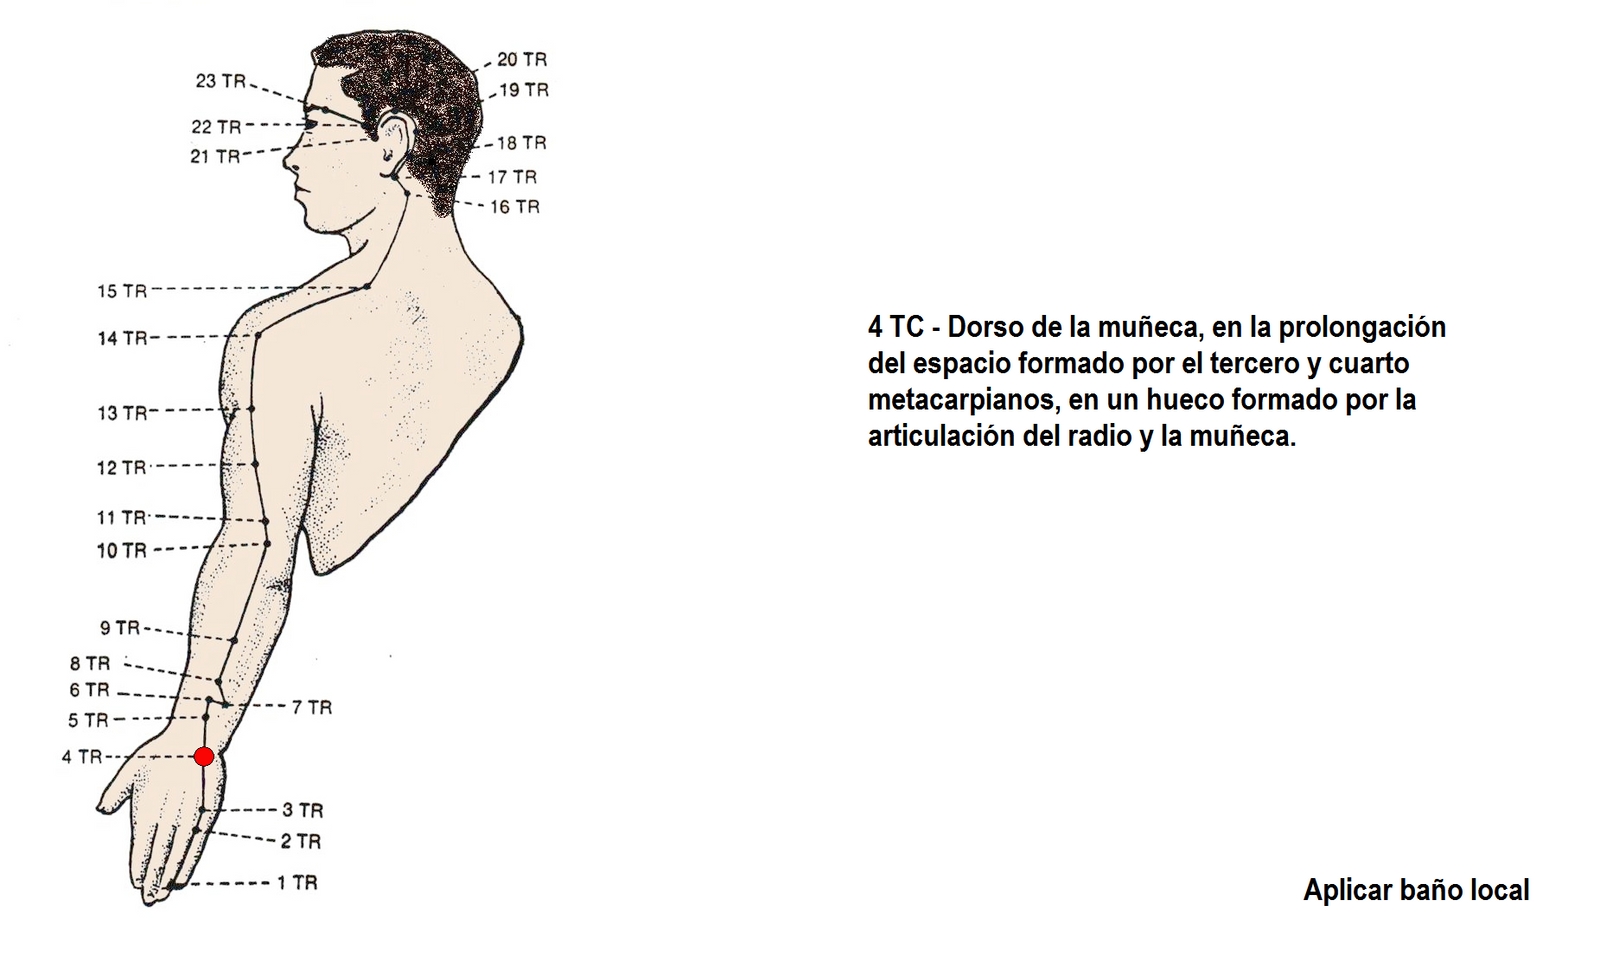 20 TR
23 TR
19 TR
22 TR
18 TR
21 TR
17 TR
16 TR
15 TR
14 TR
13 TR
12 TR
11 TR
10 TR
9 TR
8 TR
6 TR
7 TR
5 TR
4 TR
3 TR
2 TR
1 TR
4 TC - Dorso de la muñeca, en la prolongación
del espacio formado por el tercero y cuarto
metacarpianos, en un hueco formado por la
articulación del radio y la muñeca.
Aplicar baño local